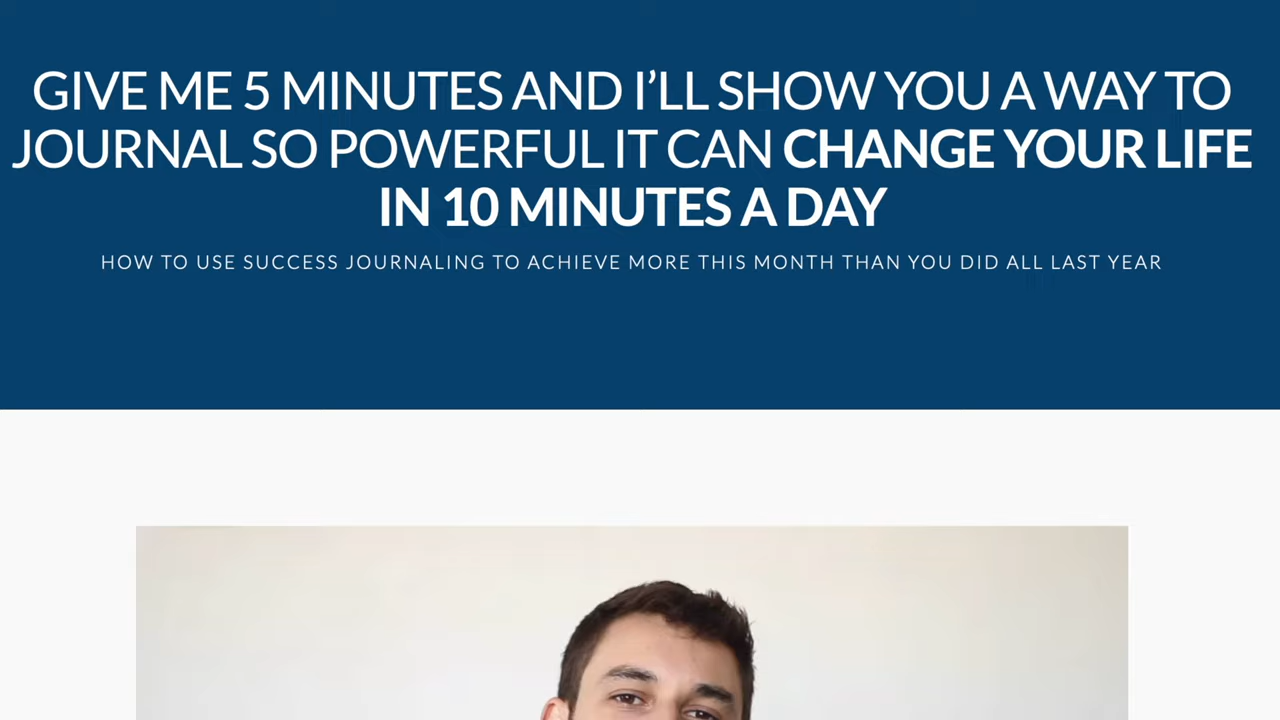 GIVE ME 5 MINUTES AND I’LL SHOW YOU A WAY TO
JOURNAL SO POWERFUL IT CAN CHANGE YOUR LIFE
IN 10 MINUTES A DAY
HOW TO USE SUCCESS JOURNALING TO ACHIEVE MORE THIS MONTH THAN YOU DID ALL LAST YEAR